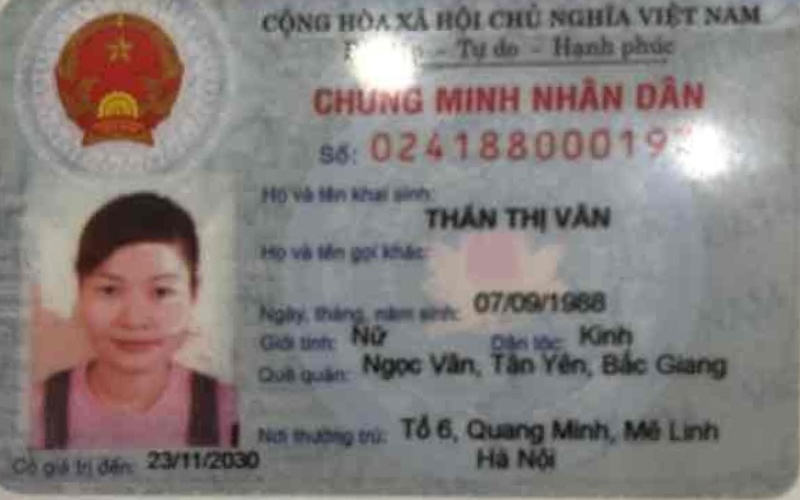 CỘNG HÒA XÃ HỘI CHỦ NGHĨA VIỆT NAM
– Tự do – Hạnh phúc
CHỨNG MINH NHÂN DÂN
Số: 02418800019
Họ và tên khai sinh:
THÂN THỊ VÂN
Họ và tên gọi khác:
Ngày, tháng, năm sinh: 07/09/1988
Giới tính: Nữ Dân tộc: Kinh
Quê quán: Ngọc Vân, Tân Yên, Bắc Giang
Nơi thường trú: Tổ 6, Quang Minh, Mê Linh
Hà Nội
Có giá trị đến: 23/11/2030